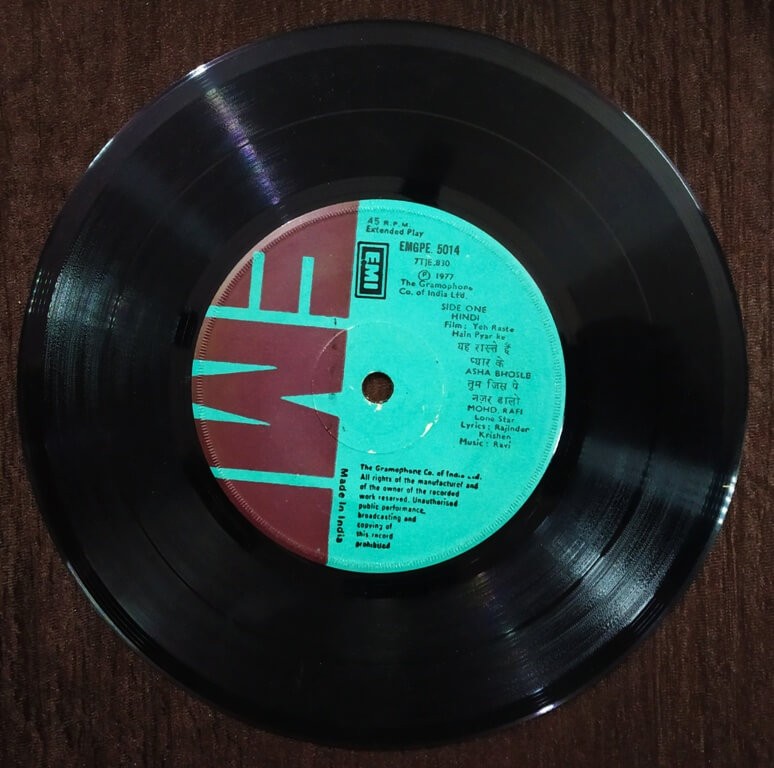 EMI
45 R.P.M.
Extended Play
EMGPE. 5014
EMI
7TJE.830
Ⓟ 1977
The Gramophone
Co. of India Ltd.
SIDE ONE
HINDI
Film : Yeh Raste
Hain Pyar ke
यह रास्ते हैं
प्यार के
ASHA BHOSLE
तुम जिस पे
नजर डालो
MOHD. RAFI
Lone Star
Lyrics : Rajinder
Krishen
Music : Ravi
The Gramophone Co. of India Ltd.
All rights of the manufacturer and
of the owner of the recorded
work reserved. Unauthorised
public performance,
broadcasting and
copying of
this record
prohibited
Made in India